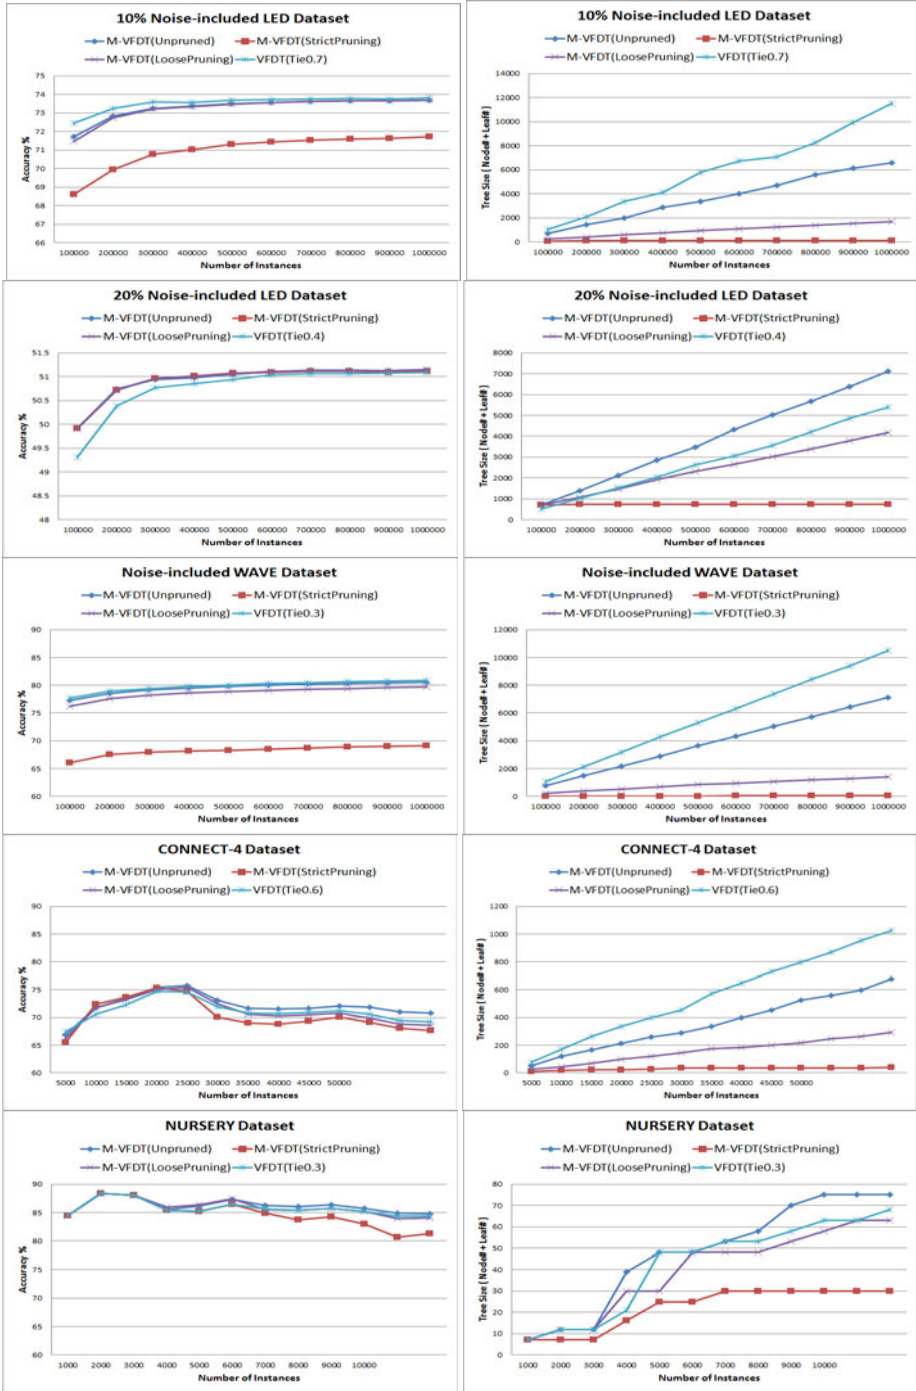 10% Noise-included LED Dataset
M-VFDT(Unpruned) M-VFDT(StrictPruning)
M-VFDT(LoosePruning) VFDT(Tie0.7)
Accuracy %
75
74
73
72
71
70
69
68
67
66
100000 200000 300000 400000 500000 600000 700000 800000 900000 1000000
Number of Instances
10% Noise-included LED Dataset
M-VFDT(Unpruned) M-VFDT(StrictPruning)
M-VFDT(LoosePruning) VFDT(Tie0.7)
Tree Size ( Node# + Leaf# )
14000
12000
10000
8000
6000
4000
2000
0
100000 200000 300000 400000 500000 600000 700000 800000 900000 1000000
Number of Instances
20% Noise-included LED Dataset
M-VFDT(Unpruned) M-VFDT(StrictPruning)
M-VFDT(LoosePruning) VFDT(Tie0.4)
Accuracy %
51.5
51
50.5
50
49.5
49
48.5
48
100000 200000 300000 400000 500000 600000 700000 800000 900000 1000000
Number of Instances
20% Noise-included LED Dataset
M-VFDT(Unpruned) M-VFDT(StrictPruning)
M-VFDT(LoosePruning) VFDT(Tie0.4)
Tree Size ( Node# + Leaf# )
8000
7000
6000
5000
4000
3000
2000
1000
0
100000 200000 300000 400000 500000 600000 700000 800000 900000 1000000
Number of Instances
Noise-included WAVE Dataset
M-VFDT(Unpruned) M-VFDT(StrictPruning)
M-VFDT(LoosePruning) VFDT(Tie0.3)
Accuracy %
90
85
80
75
70
65
60
100000 200000 300000 400000 500000 600000 700000 800000 900000 1000000
Number of Instances
Noise-included WAVE Dataset
M-VFDT(Unpruned) M-VFDT(StrictPruning)
M-VFDT(LoosePruning) VFDT(Tie0.3)
Tree Size ( Node# + Leaf# )
12000
10000
8000
6000
4000
2000
0
100000 200000 300000 400000 500000 600000 700000 800000 900000 1000000
Number of Instances
CONNECT-4 Dataset
M-VFDT(Unpruned) M-VFDT(StrictPruning)
M-VFDT(LoosePruning) VFDT(Tie0.6)
Accuracy %
90
85
80
75
70
65
60
5000 10000 15000 20000 25000 30000 35000 40000 45000 50000
Number of Instances
CONNECT-4 Dataset
M-VFDT(Unpruned) M-VFDT(StrictPruning)
M-VFDT(LoosePruning) VFDT(Tie0.6)
Tree Size ( Node# + Leaf# )
1200
1000
800
600
400
200
0
5000 10000 15000 20000 25000 30000 35000 40000 45000 50000
Number of Instances
NURSERY Dataset
M-VFDT(Unpruned) M-VFDT(StrictPruning)
M-VFDT(LoosePruning) VFDT(Tie0.3)
Accuracy %
90
85
80
75
70
65
60
1000 2000 3000 4000 5000 6000 7000 8000 9000 10000
Number of Instances
NURSERY Dataset
M-VFDT(Unpruned) M-VFDT(StrictPruning)
M-VFDT(LoosePruning) VFDT(Tie0.3)
Tree Size ( Node# + Leaf# )
80
70
60
50
40
30
20
10
0
1000 2000 3000 4000 5000 6000 7000 8000 9000 10000
Number of Instances